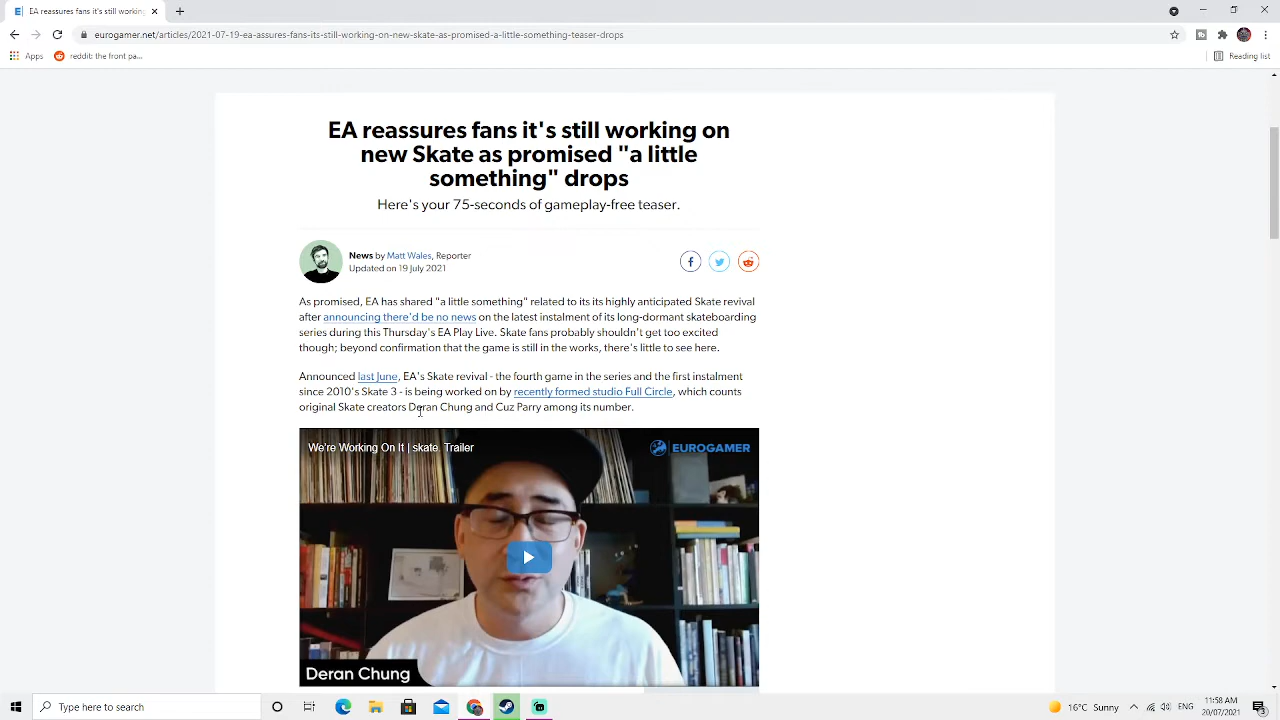 EA reassures fans it's still working
eurogamer.net/articles/2021-07-19-ea-assures-fans-its-still-working-on-new-skate-as-promised-a-little-something-teaser-drops
Apps
reddit: the front pa...
Reading list
EA reassures fans it's still working on
new Skate as promised "a little
something" drops
Here's your 75-seconds of gameplay-free teaser.
News by Matt Wales, Reporter
Updated on 19 July 2021
As promised, EA has shared "a little something" related to its its highly anticipated Skate revival
after announcing there'd be no news on the latest instalment of its long-dormant skateboarding
series during this Thursday's EA Play Live. Skate fans probably shouldn't get too excited
though; beyond confirmation that the game is still in the works, there's little to see here.
Announced last June, EA's Skate revival - the fourth game in the series and the first instalment
since 2010's Skate 3 - is being worked on by recently formed studio Full Circle, which counts
original Skate creators Deran Chung and Cuz Parry among its number.
We're Working On It | skate. Trailer
EUROGAMER
Deran Chung
Type here to search
16°C Sunny
ENG
11:58 AM
20/07/2021